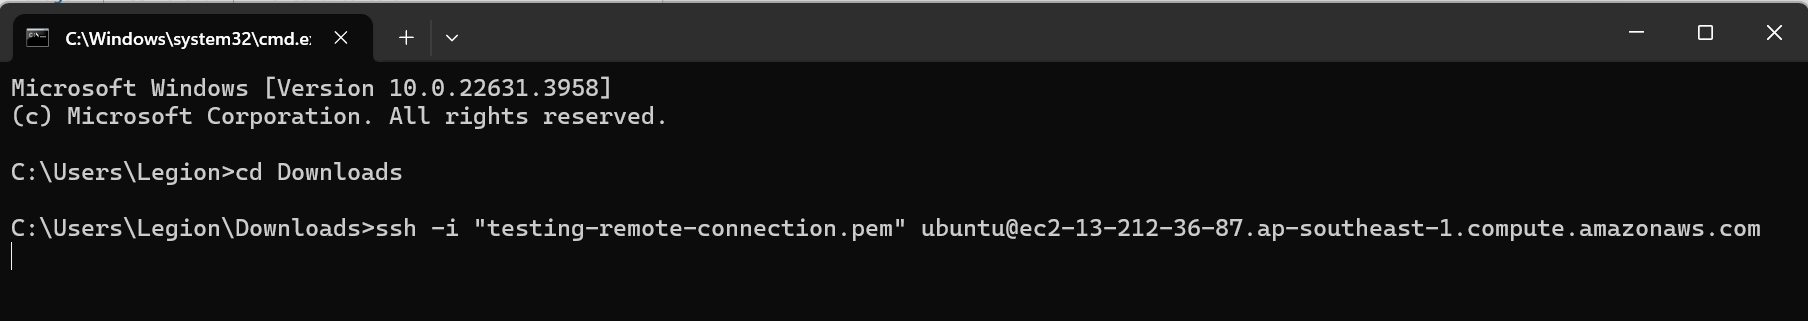 C:\Windows\system32\cmd.e
Microsoft Windows [Version 10.0.22631.3958]
(c) Microsoft Corporation. All rights reserved.
C:\Users\Legion>cd Downloads
C:\Users\Legion\Downloads>ssh -i "testing-remote-connection.pem" ubuntu@ec2-13-212-36-87.ap-southeast-1.compute.amazonaws.com